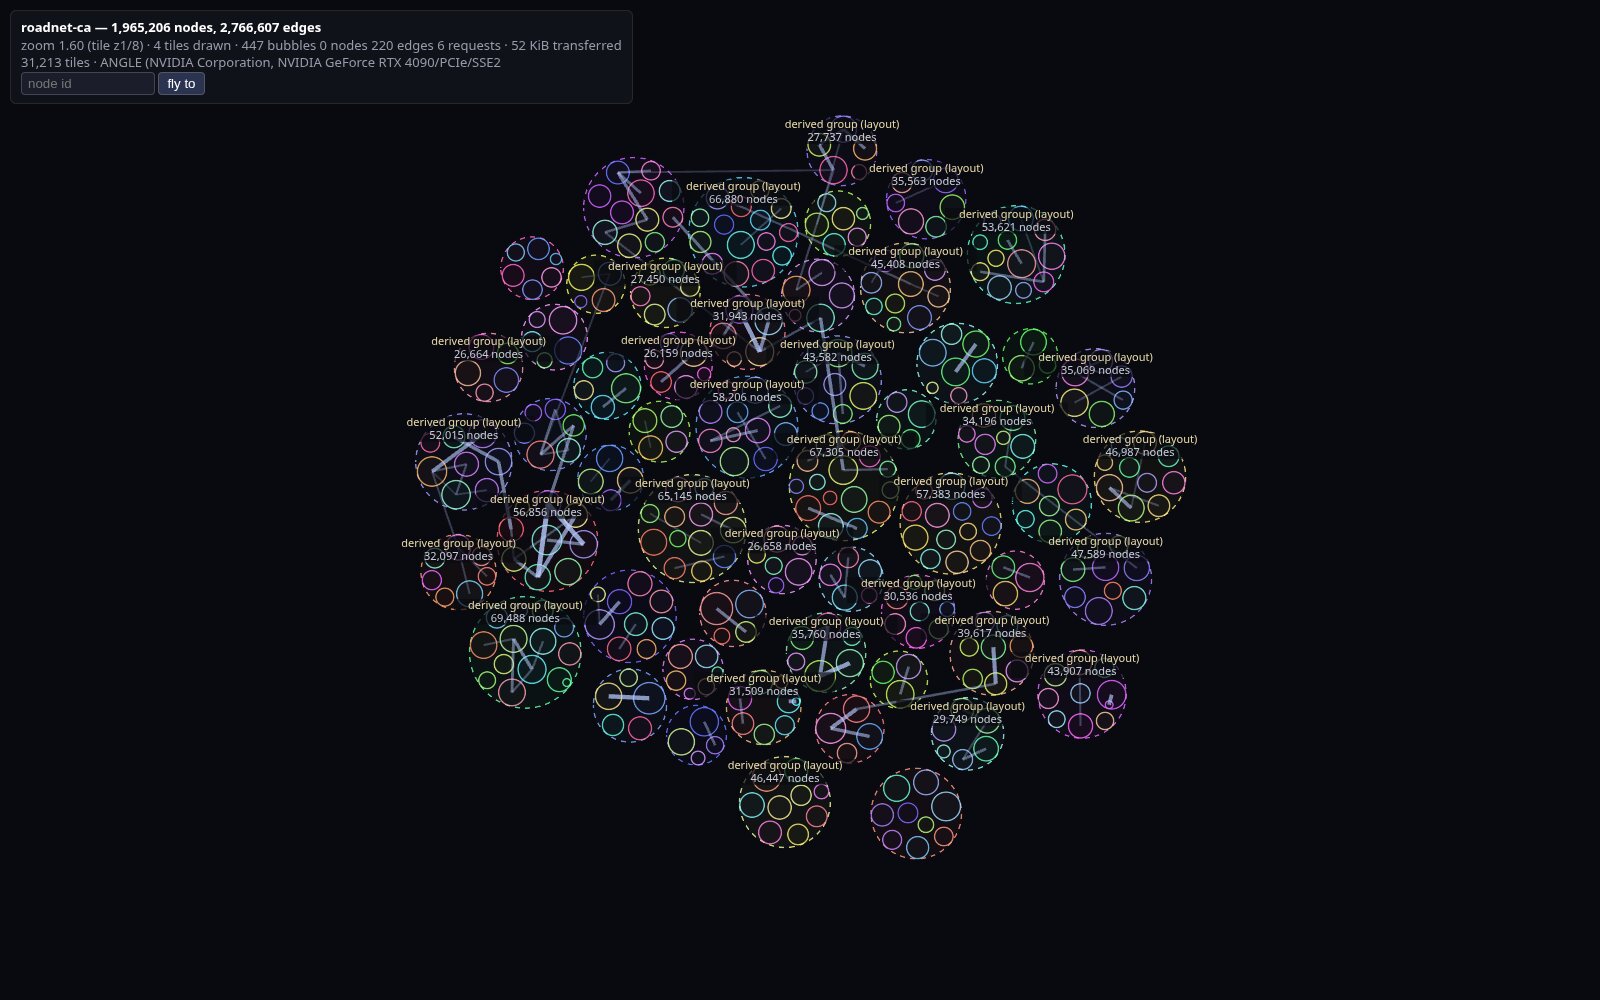 roadnet-ca — 1,965,206 nodes, 2,766,607 edges
zoom 1.60 (tile z1/8) · 4 tiles drawn · 447 bubbles 0 nodes 220 edges 6 requests · 52 KiB transferred
31,213 tiles · ANGLE (NVIDIA Corporation, NVIDIA GeForce RTX 4090/PCIe/SSE2
node id
fly to
derived group (layout)
27,737 nodes
derived group (layout)
35,563 nodes
derived group (layout)
66,880 nodes
derived group (layout)
53,621 nodes
derived group (layout)
45,408 nodes
derived group (layout)
27,450 nodes
derived group (layout)
31,943 nodes
derived group (layout)
26,664 nodes
derived group (layout)
26,159 nodes
derived group (layout)
43,582 nodes
derived group (layout)
35,069 nodes
derived group (layout)
58,206 nodes
derived group (layout)
34,196 nodes
derived group (layout)
52,015 nodes
derived group (layout)
67,305 nodes
derived group (layout)
46,987 nodes
derived group (layout)
65,145 nodes
derived group (layout)
57,383 nodes
derived group (layout)
56,856 nodes
derived group (layout)
26,658 nodes
derived group (layout)
32,097 nodes
derived group (layout)
47,589 nodes
derived group (layout)
30,536 nodes
derived group (layout)
69,488 nodes
derived group (layout)
35,760 nodes
derived group (layout)
39,617 nodes
derived group (layout)
43,907 nodes
derived group (layout)
31,509 nodes
derived group (layout)
29,749 nodes
derived group (layout)
46,447 nodes